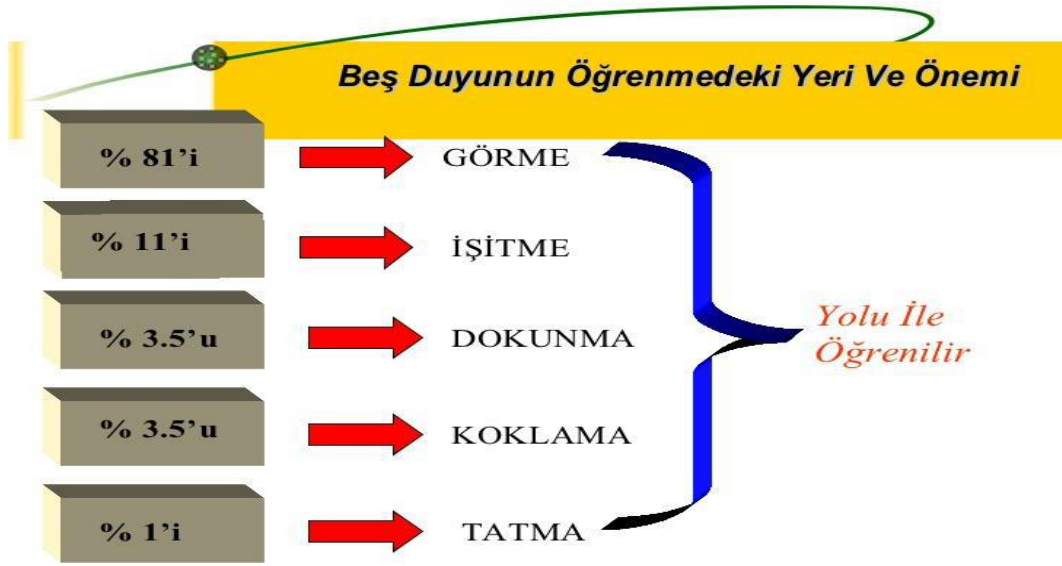 Beş Duyunun Öğrenmedeki Yeri Ve Önemi
% 81’i GÖRME
% 11’i İŞİTME
% 3.5’u DOKUNMA
% 3.5’u KOKLAMA
% 1’i TATMA
Yolu İle
Öğrenilir